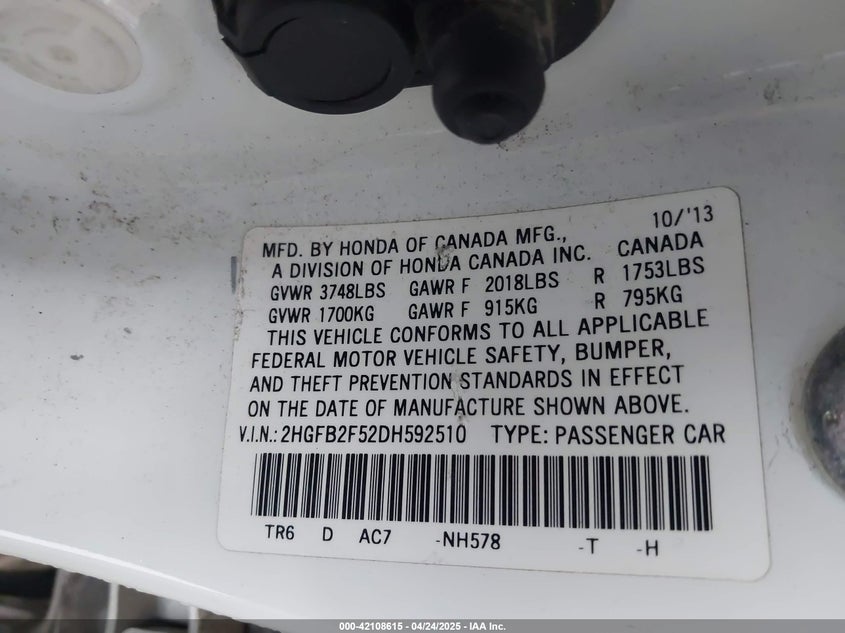 10/'13
MFD. BY HONDA OF CANADA MFG.,
A DIVISION OF HONDA CANADA INC. CANADA
GVWR 3748LBS GAWR F 2018LBS R 1753LBS
GVWR 1700KG GAWR F 915KG R 795KG
THIS VEHICLE CONFORMS TO ALL APPLICABLE
FEDERAL MOTOR VEHICLE SAFETY, BUMPER,
AND THEFT PREVENTION STANDARDS IN EFFECT
ON THE DATE OF MANUFACTURE SHOWN ABOVE.
V.I.N.: 2HGFB2F52DH592510 TYPE: PASSENGER CAR
TR6 D AC7 -NH578 -T -H
000-42108615 - 04/24/2025 - IAA Inc.